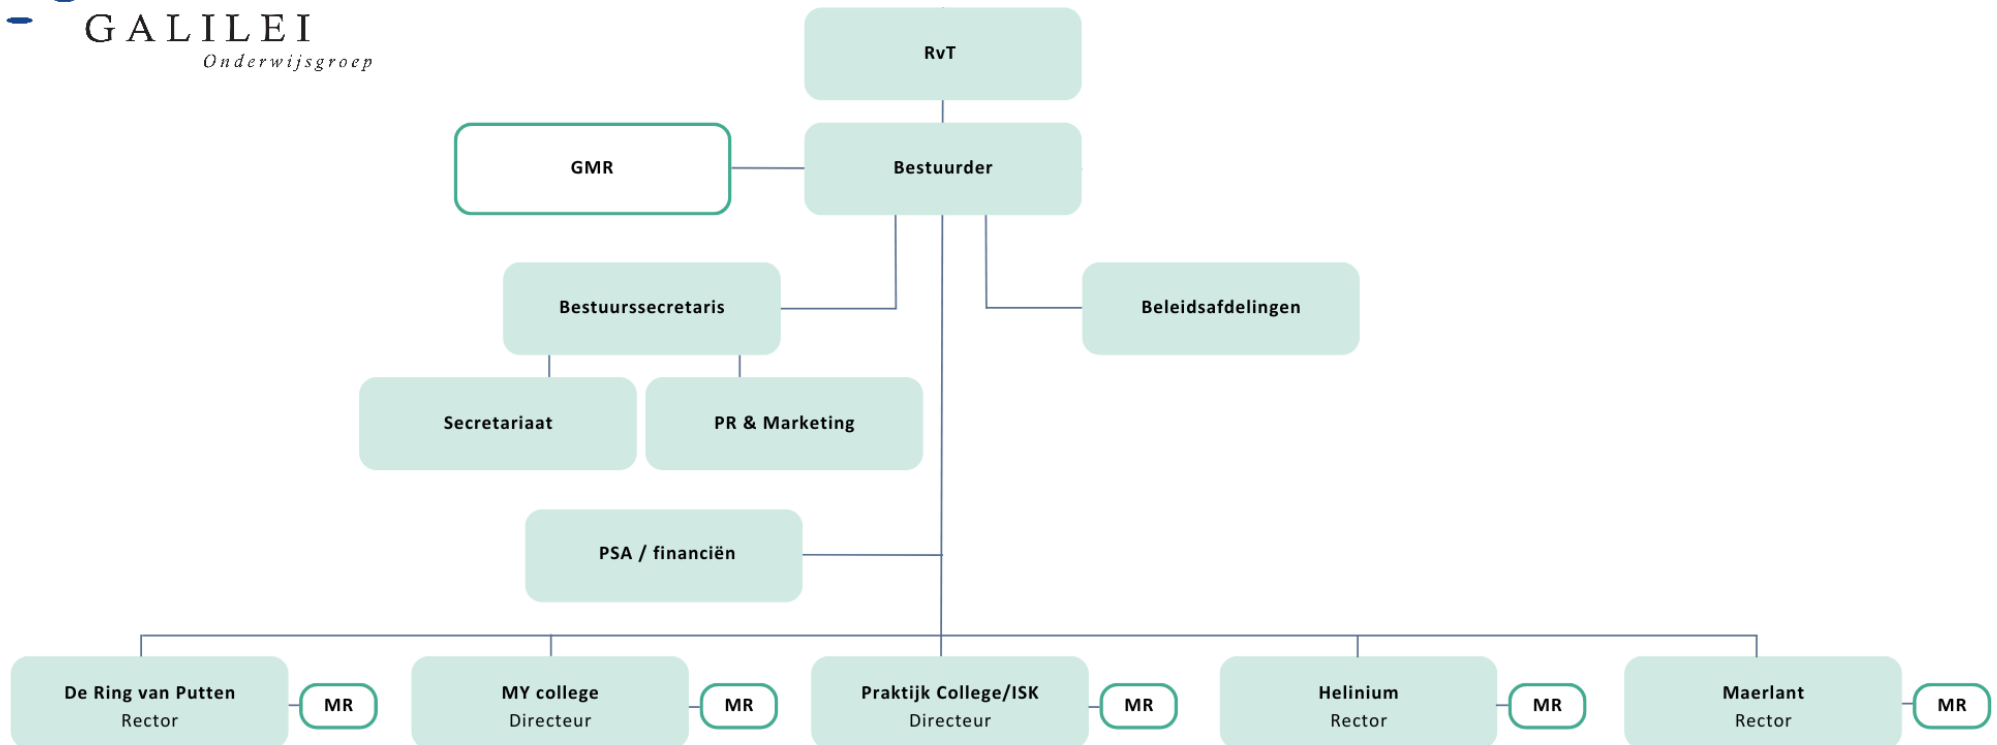 GALILEI
Onderwijsgroep
RvT
GMR
Bestuurder
Bestuurssecretaris
Beleidsafdelingen
Secretariaat
PR & Marketing
PSA / financiën
De Ring van Putten
Rector
MR
MY college
Directeur
MR
Praktijk College/ISK
Directeur
MR
Helinium
Rector
MR
Maerlant
Rector
MR